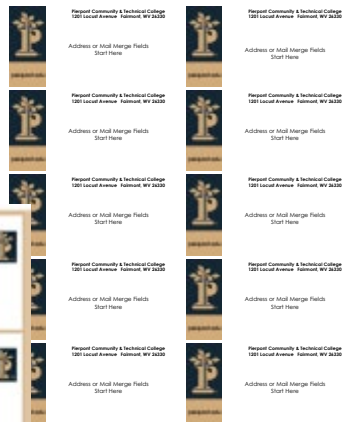 Pierpont Community & Technical College
1201 Locust Avenue Fairmont, WV 26330
Address or Mail Merge Fields
Start Here
Pierpont Community & Technical College
1201 Locust Avenue Fairmont, WV 26330
Address or Mail Merge Fields
Start Here
Pierpont Community & Technical College
1201 Locust Avenue Fairmont, WV 26330
Address or Mail Merge Fields
Start Here
Pierpont Community & Technical College
1201 Locust Avenue Fairmont, WV 26330
Address or Mail Merge Fields
Start Here
Pierpont Community & Technical College
1201 Locust Avenue Fairmont, WV 26330
Address or Mail Merge Fields
Start Here
Pierpont Community & Technical College
1201 Locust Avenue Fairmont, WV 26330
Address or Mail Merge Fields
Start Here
Pierpont Community & Technical College
1201 Locust Avenue Fairmont, WV 26330
Address or Mail Merge Fields
Start Here
Pierpont Community & Technical College
1201 Locust Avenue Fairmont, WV 26330
Address or Mail Merge Fields
Start Here
Pierpont Community & Technical College
1201 Locust Avenue Fairmont, WV 26330
Address or Mail Merge Fields
Start Here
Pierpont Community & Technical College
1201 Locust Avenue Fairmont, WV 26330
Address or Mail Merge Fields
Start Here